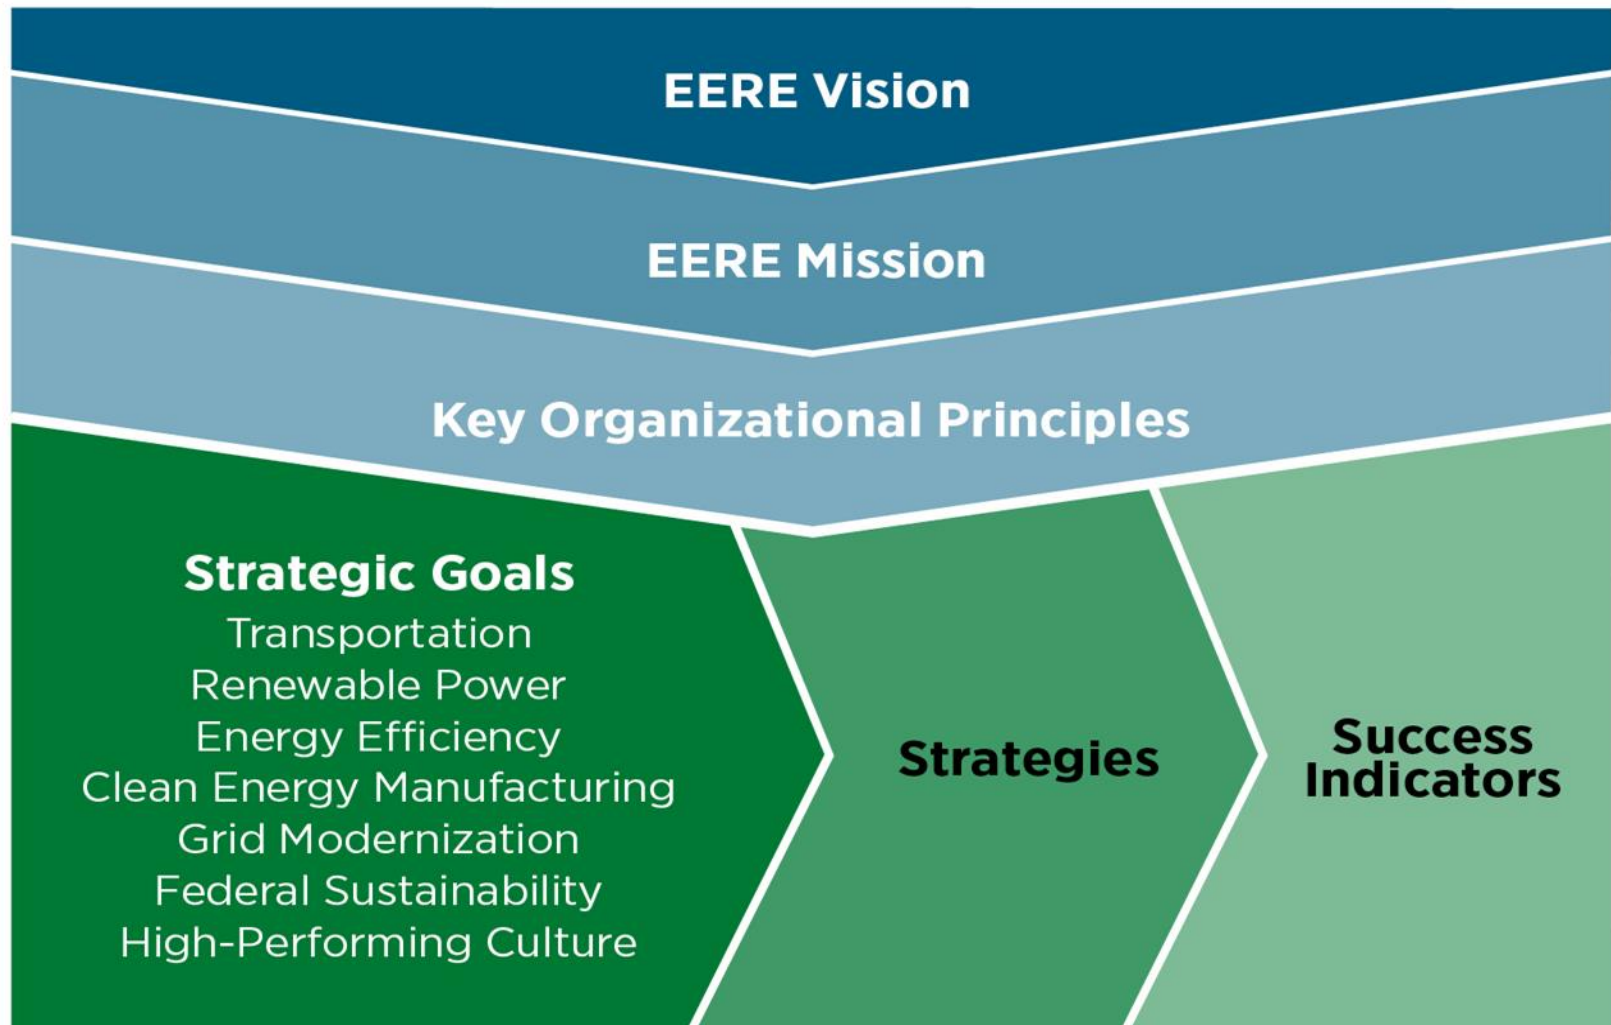 EERE Vision
EERE Mission
Key Organizational Principles
Strategic Goals
Transportation
Renewable Power
Energy Efficiency
Clean Energy Manufacturing
Grid Modernization
Federal Sustainability
High-Performing Culture
Strategies
Success
Indicators